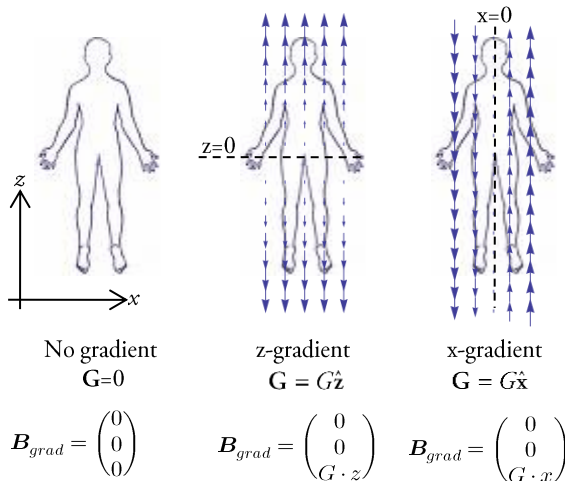 x=0
z=0
z
x
No gradient
G=0
z-gradient
G = Gẑ
x-gradient
G = Gx̂
B_grad = (0 0 0)
B_grad = (0 0 G · z)
B_grad = (0 0 G · x)